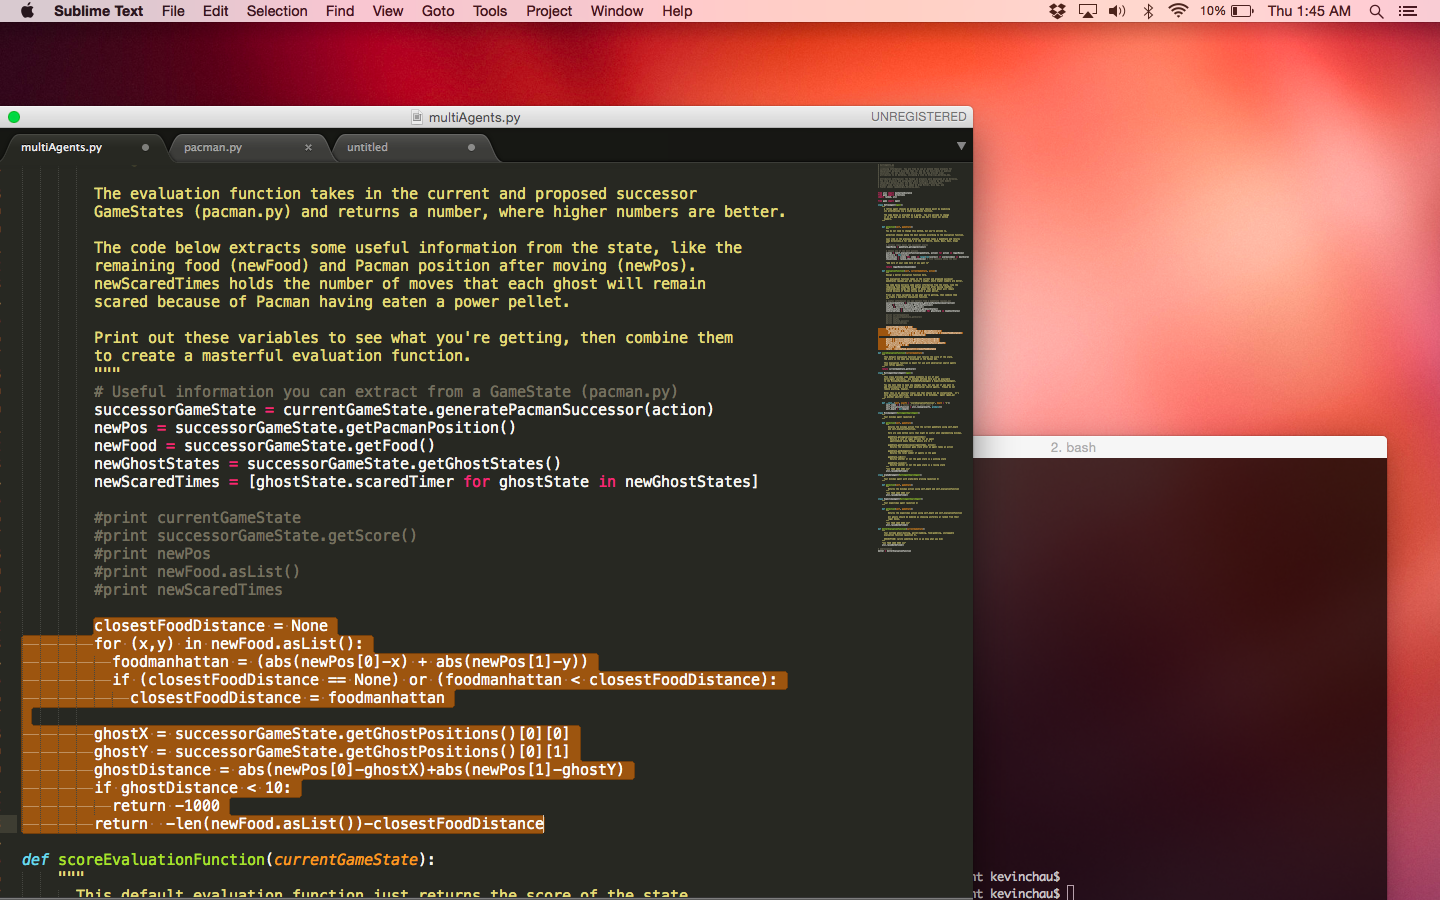 Sublime Text File Edit Selection Find View Goto Tools Project Window Help 10% Thu 1:45 AM
multiAgents.py UNREGISTERED
multiAgents.py pacman.py untitled
The evaluation function takes in the current and proposed successor
GameStates (pacman.py) and returns a number, where higher numbers are better.
The code below extracts some useful information from the state, like the
remaining food (newFood) and Pacman position after moving (newPos).
newScaredTimes holds the number of moves that each ghost will remain
scared because of Pacman having eaten a power pellet.
Print out these variables to see what you're getting, then combine them
to create a masterful evaluation function.
"""
# Useful information you can extract from a GameState (pacman.py)
successorGameState = currentGameState.generatePacmanSuccessor(action)
newPos = successorGameState.getPacmanPosition()
newFood = successorGameState.getFood()
newGhostStates = successorGameState.getGhostStates()
newScaredTimes = [ghostState.scaredTimer for ghostState in newGhostStates]
#print currentGameState
#print successorGameState.getScore()
#print newPos
#print newFood.asList()
#print newScaredTimes
closestFoodDistance = None
for (x,y) in newFood.asList():
foodmanhattan = (abs(newPos[0]-x) + abs(newPos[1]-y))
if (closestFoodDistance == None) or (foodmanhattan < closestFoodDistance):
closestFoodDistance = foodmanhattan
ghostX = successorGameState.getGhostPositions()[0][0]
ghostY = successorGameState.getGhostPositions()[0][1]
ghostDistance = abs(newPos[0]-ghostX)+abs(newPos[1]-ghostY)
if ghostDistance < 10:
return -1000
return  -len(newFood.asList())-closestFoodDistance
def scoreEvaluationFunction(currentGameState):
"""
This default evaluation function just returns the score of the state
2. bash
nt kevinchau$
nt kevinchau$